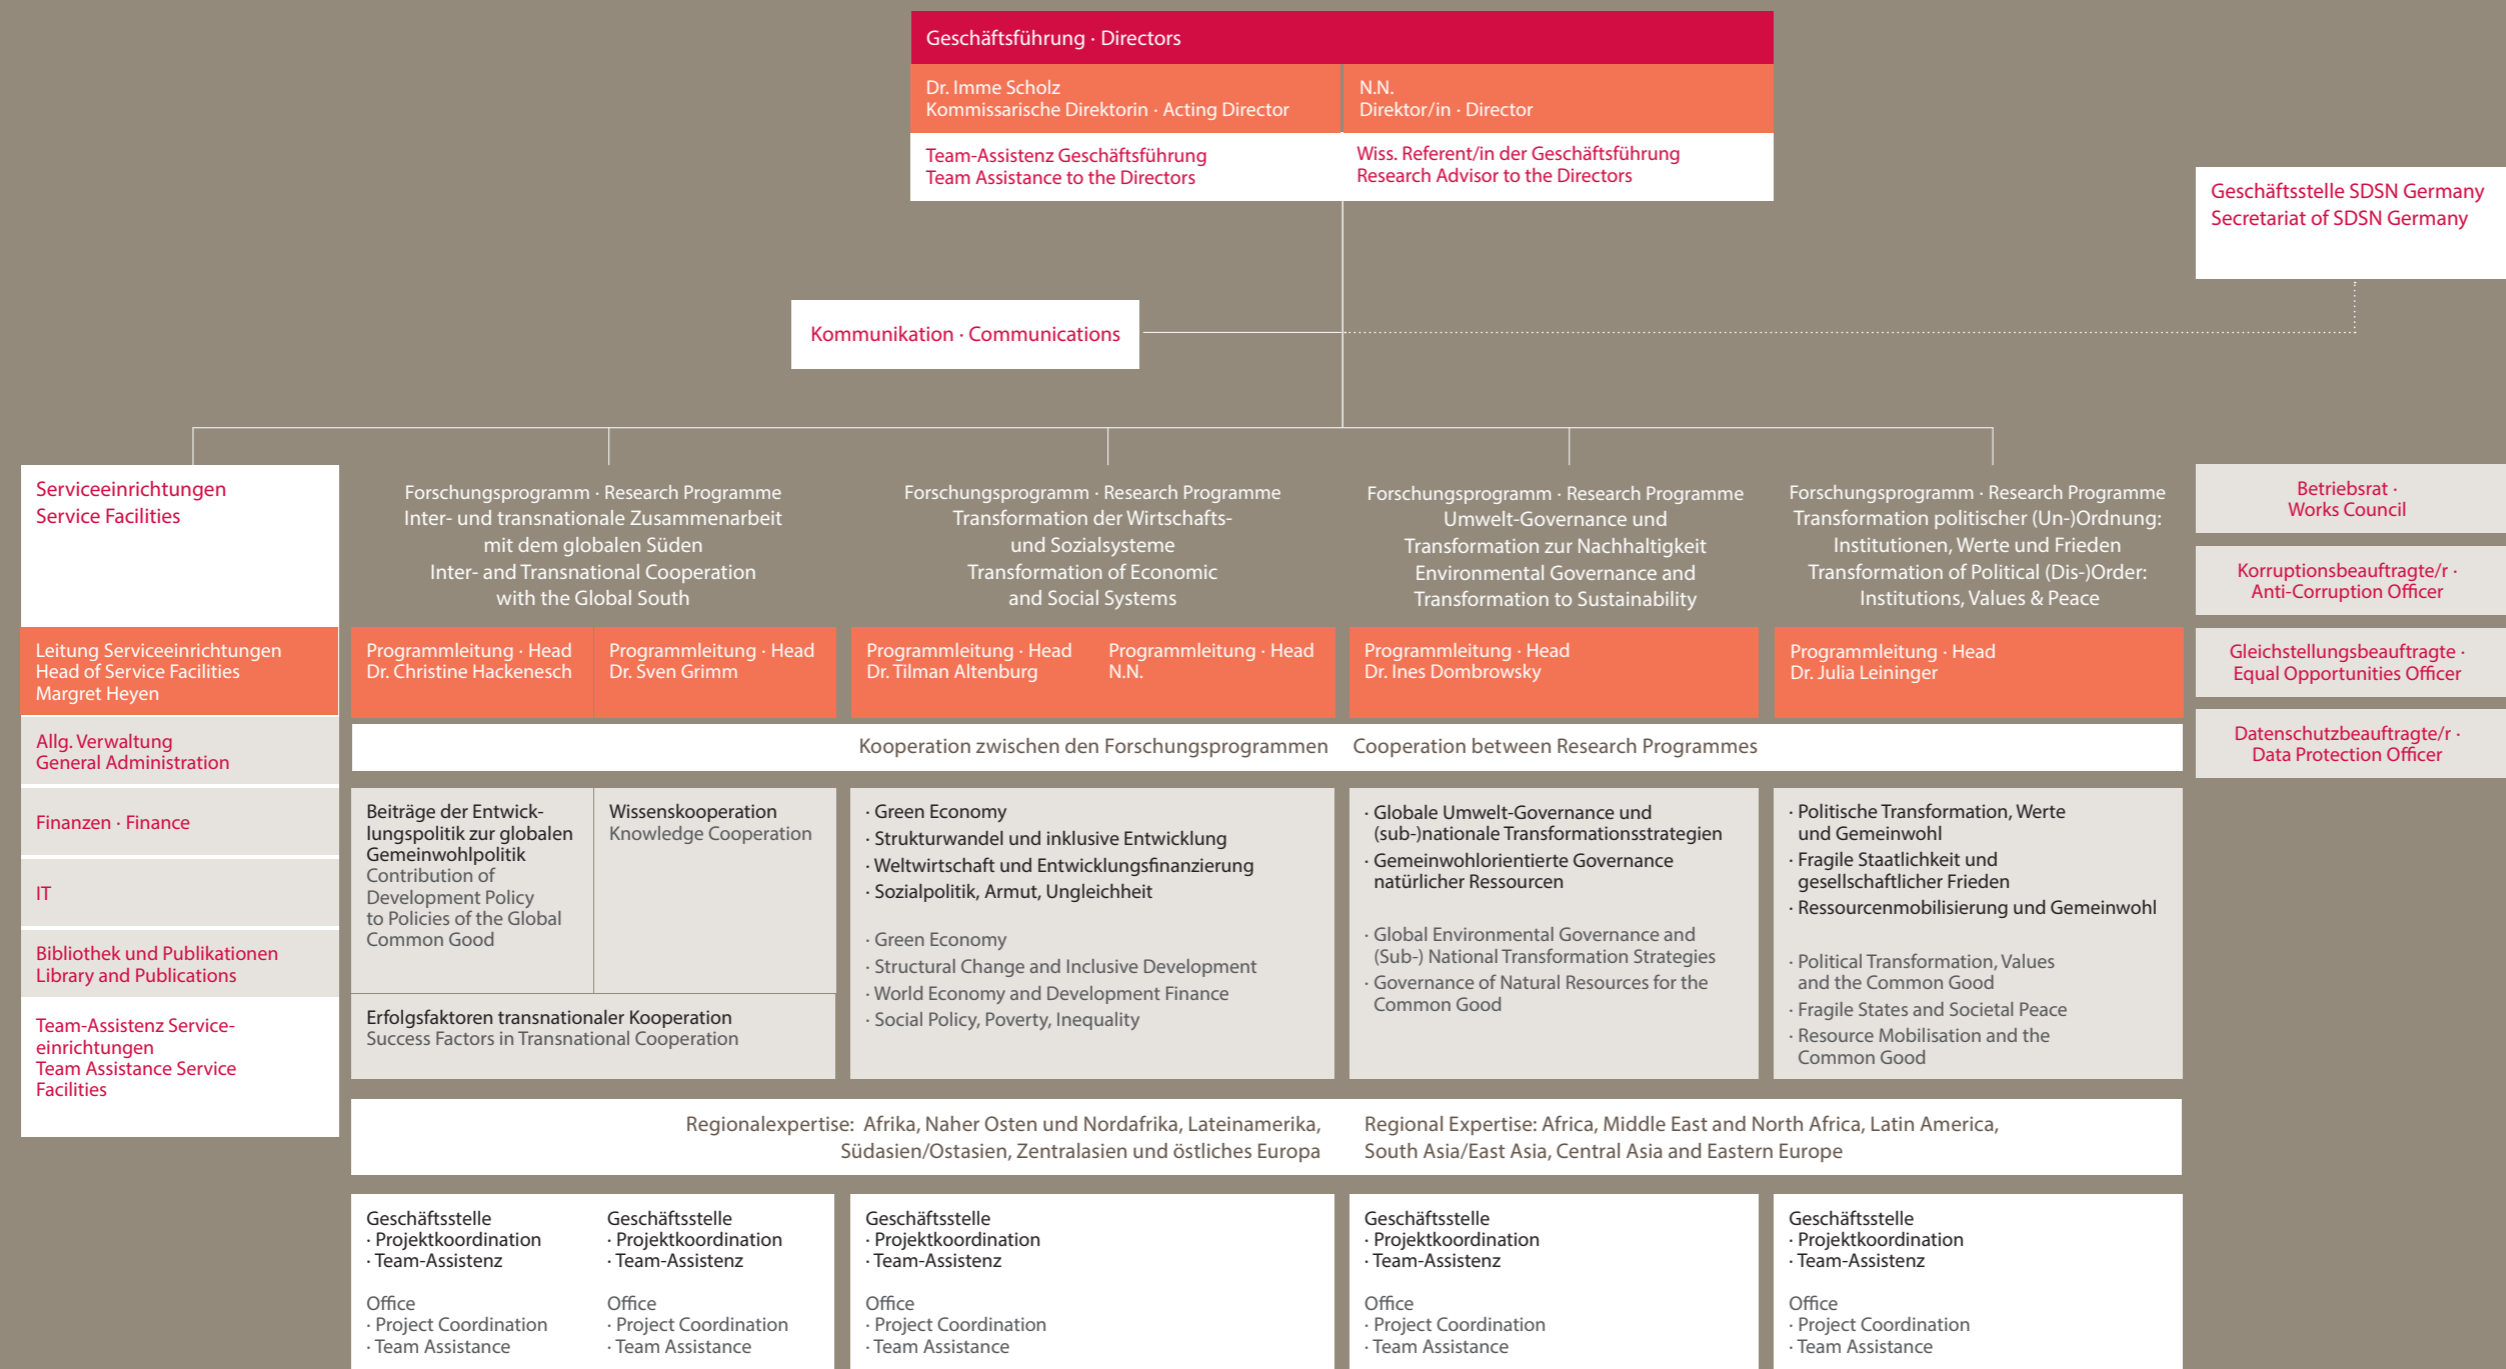 Geschäftsführung · Directors
Dr. Imme Scholz
Kommissarische Direktorin · Acting Director
N.N.
Direktor/in · Director
Team-Assistenz Geschäftsführung
Team Assistance to the Directors
Wiss. Referent/in der Geschäftsführung
Research Advisor to the Directors
Geschäftsstelle SDSN Germany
Secretariat of SDSN Germany
Kommunikation · Communications
Serviceeinrichtungen
Service Facilities
Leitung Serviceeinrichtungen
Head of Service Facilities
Margret Heyen
Allg. Verwaltung
General Administration
Finanzen · Finance
IT
Bibliothek und Publikationen
Library and Publications
Team-Assistenz Service-
einrichtungen
Team Assistance Service
Facilities
Forschungsprogramm · Research Programme
Inter- und transnationale Zusammenarbeit
mit dem globalen Süden
Inter- and Transnational Cooperation
with the Global South
Programmleitung · Head
Dr. Christine Hackenesch
Programmleitung · Head
Dr. Sven Grimm
Forschungsprogramm · Research Programme
Transformation der Wirtschafts-
und Sozialsysteme
Transformation of Economic
and Social Systems
Programmleitung · Head
Dr. Tilman Altenburg
Programmleitung · Head
N.N.
Forschungsprogramm · Research Programme
Umwelt-Governance und
Transformation zur Nachhaltigkeit
Environmental Governance and
Transformation to Sustainability
Programmleitung · Head
Dr. Ines Dombrowsky
Forschungsprogramm · Research Programme
Transformation politischer (Un-)Ordnung:
Institutionen, Werte und Frieden
Transformation of Political (Dis-)Order:
Institutions, Values & Peace
Programmleitung · Head
Dr. Julia Leininger
Betriebsrat ·
Works Council
Korruptionsbeauftragte/r ·
Anti-Corruption Officer
Gleichstellungsbeauftragte ·
Equal Opportunities Officer
Datenschutzbeauftragte/r ·
Data Protection Officer
Kooperation zwischen den Forschungsprogrammen Cooperation between Research Programmes
Beiträge der Entwick-
lungspolitik zur globalen
Gemeinwohlpolitik
Contribution of
Development Policy
to Policies of the Global
Common Good
Wissenskooperation
Knowledge Cooperation
Erfolgsfaktoren transnationaler Kooperation
Success Factors in Transnational Cooperation
· Green Economy
· Strukturwandel und inklusive Entwicklung
· Weltwirtschaft und Entwicklungsfinanzierung
· Sozialpolitik, Armut, Ungleichheit
· Green Economy
· Structural Change and Inclusive Development
· World Economy and Development Finance
· Social Policy, Poverty, Inequality
· Globale Umwelt-Governance und
(sub-)nationale Transformationsstrategien
· Gemeinwohlorientierte Governance
natürlicher Ressourcen
· Global Environmental Governance and
(Sub-) National Transformation Strategies
· Governance of Natural Resources for the
Common Good
· Politische Transformation, Werte
und Gemeinwohl
· Fragile Staatlichkeit und
gesellschaftlicher Frieden
· Ressourcenmobilisierung und Gemeinwohl
· Political Transformation, Values
and the Common Good
· Fragile States and Societal Peace
· Resource Mobilisation and the
Common Good
Regionalexpertise: Afrika, Naher Osten und Nordafrika, Lateinamerika,
Südasien/Ostasien, Zentralasien und östliches Europa
Regional Expertise: Africa, Middle East and North Africa, Latin America,
South Asia/East Asia, Central Asia and Eastern Europe
Geschäftsstelle
· Projektkoordination
· Team-Assistenz
Office
· Project Coordination
· Team Assistance
Geschäftsstelle
· Projektkoordination
· Team-Assistenz
Office
· Project Coordination
· Team Assistance
Geschäftsstelle
· Projektkoordination
· Team-Assistenz
Office
· Project Coordination
· Team Assistance
Geschäftsstelle
· Projektkoordination
· Team-Assistenz
Office
· Project Coordination
· Team Assistance
Geschäftsstelle
· Projektkoordination
· Team-Assistenz
Office
· Project Coordination
· Team Assistance